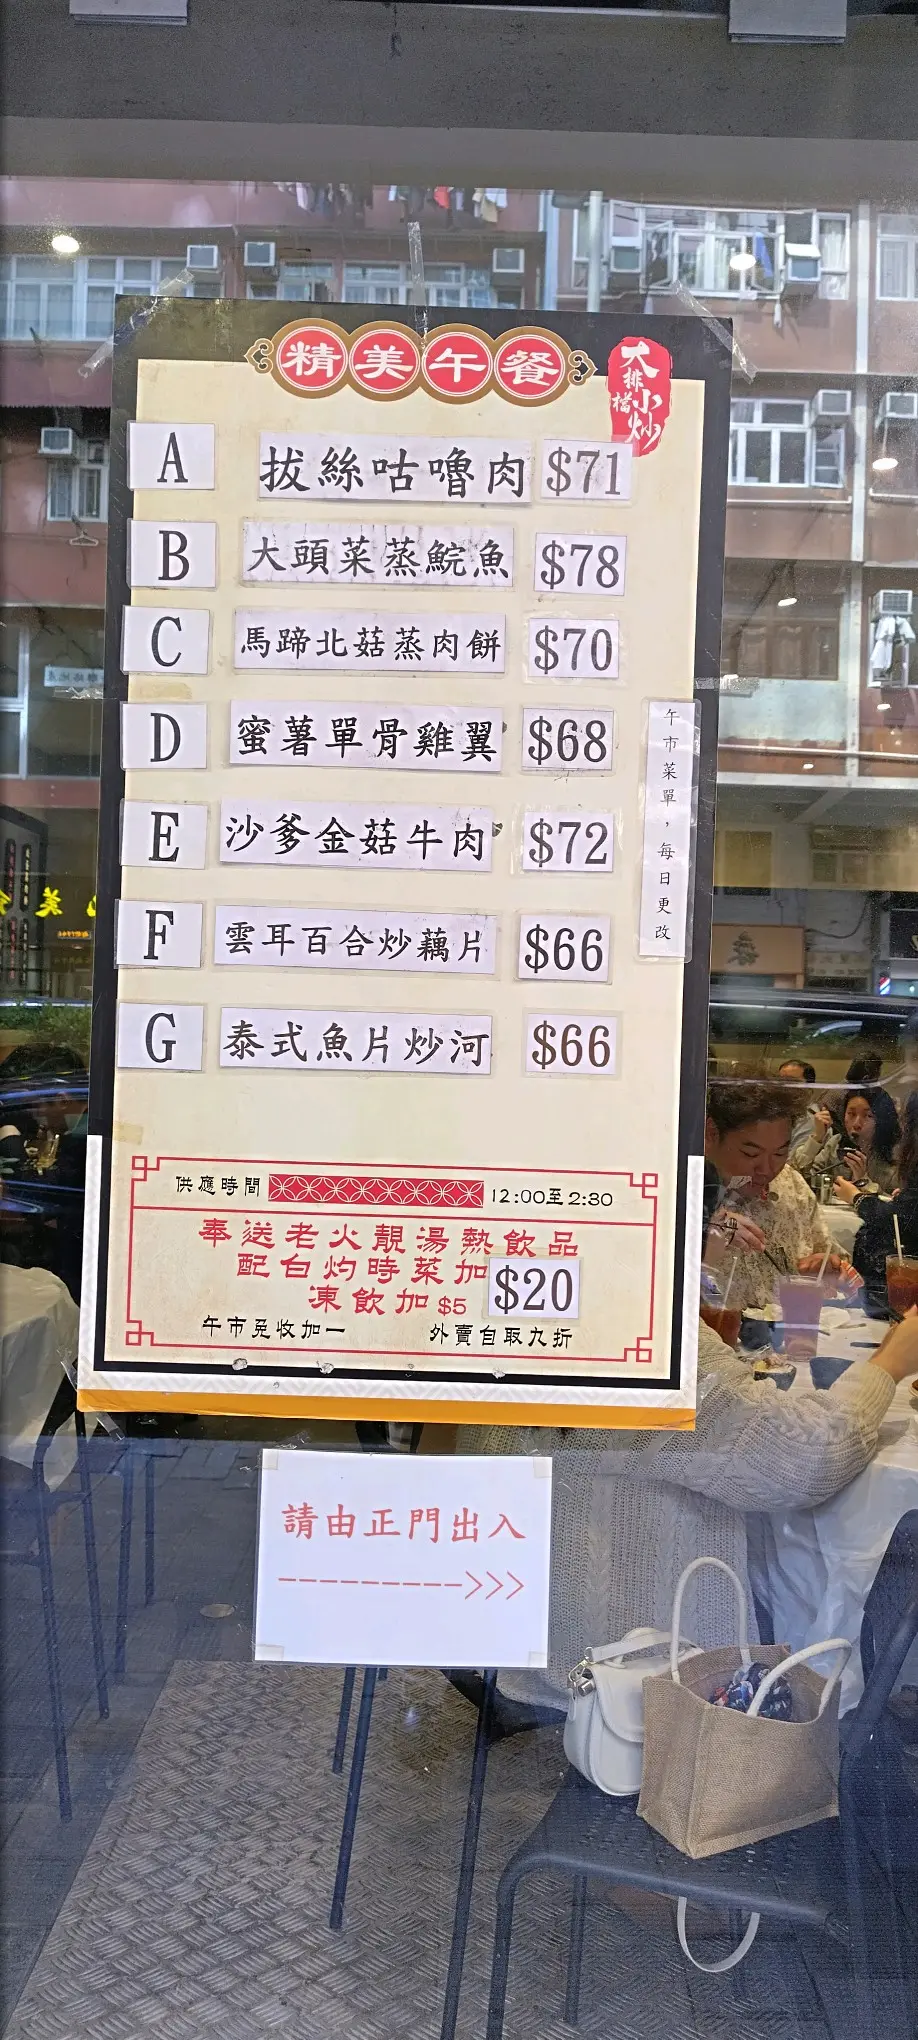 精美午餐
大排檔小炒
A 拔絲咕嚕肉 $71
B 大頭菜蒸鯇魚 $78
C 馬蹄北菇蒸肉餅 $70
D 蜜薯單骨雞翼 $68
E 沙爹金菇牛肉 $72
F 雲耳百合炒藕片 $66
G 泰式魚片炒河 $66
午市菜單，每日更改
供應時間 12:00至2:30
奉送老火靚湯熱飲品
配白灼時菜加 $20
凍飲加 $5
午市免收加一 外賣自取九折
請由正門出入
---------->>>